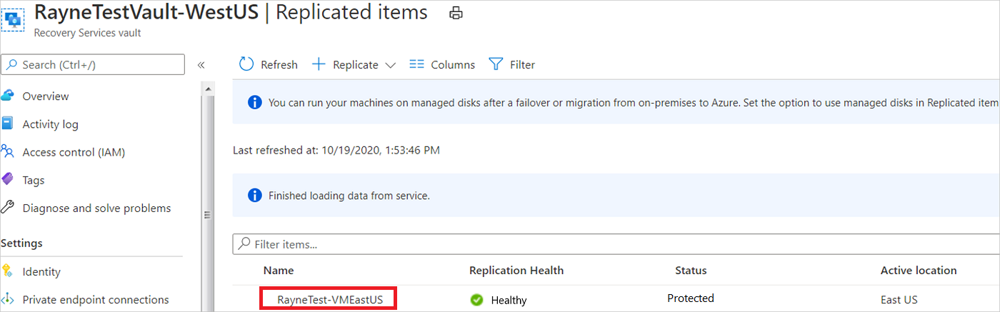 RayneTestVault-WestUS | Replicated items
Recovery Services vault
Search (Ctrl+/)
«
Overview
Activity log
Access control (IAM)
Tags
Diagnose and solve problems
Settings
Identity
Private endpoint connections
Refresh
Replicate
Columns
Filter
You can run your machines on managed disks after a failover or migration from on-premises to Azure. Set the option to use managed disks in Replicated item
Last refreshed at: 10/19/2020, 1:53:46 PM
Finished loading data from service.
Filter items...
Name Replication Health Status Active location
RayneTest-VMEastUS Healthy Protected East US